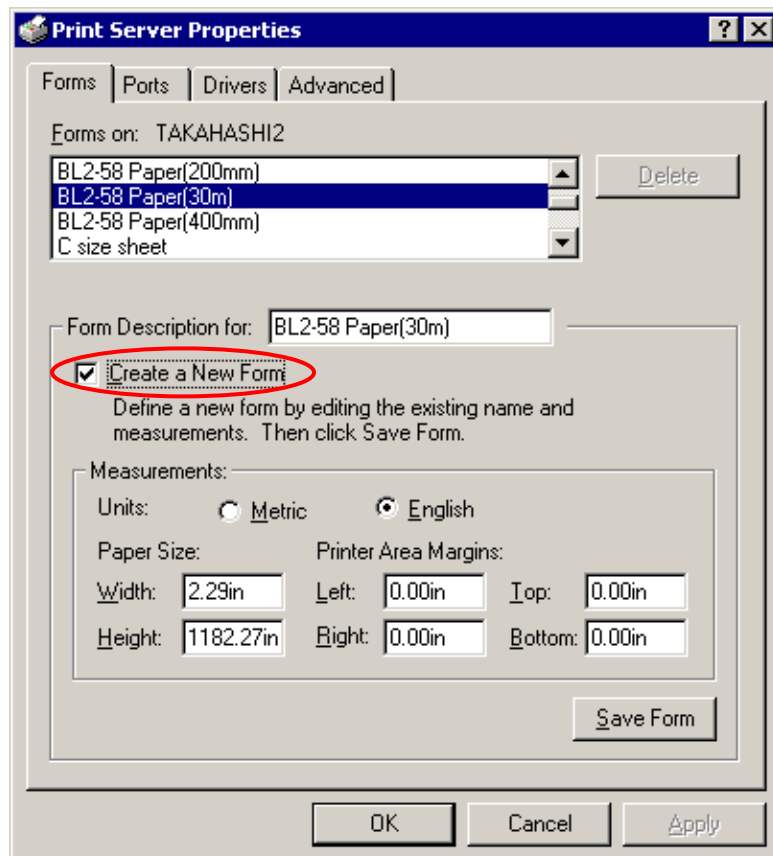 Print Server Properties
Forms Ports Drivers Advanced
Forms on: TAKAHASHI2
BL2-58 Paper(200mm)
BL2-58 Paper(30m)
BL2-58 Paper(400mm)
C size sheet
Delete
Form Description for: BL2-58 Paper(30m)
Create a New Form
Define a new form by editing the existing name and
measurements. Then click Save Form.
Measurements:
Units: Metric English
Paper Size: Printer Area Margins:
Width: 2.29in Left: 0.00in Top: 0.00in
Height: 1182.27in Right: 0.00in Bottom: 0.00in
Save Form
OK Cancel Apply